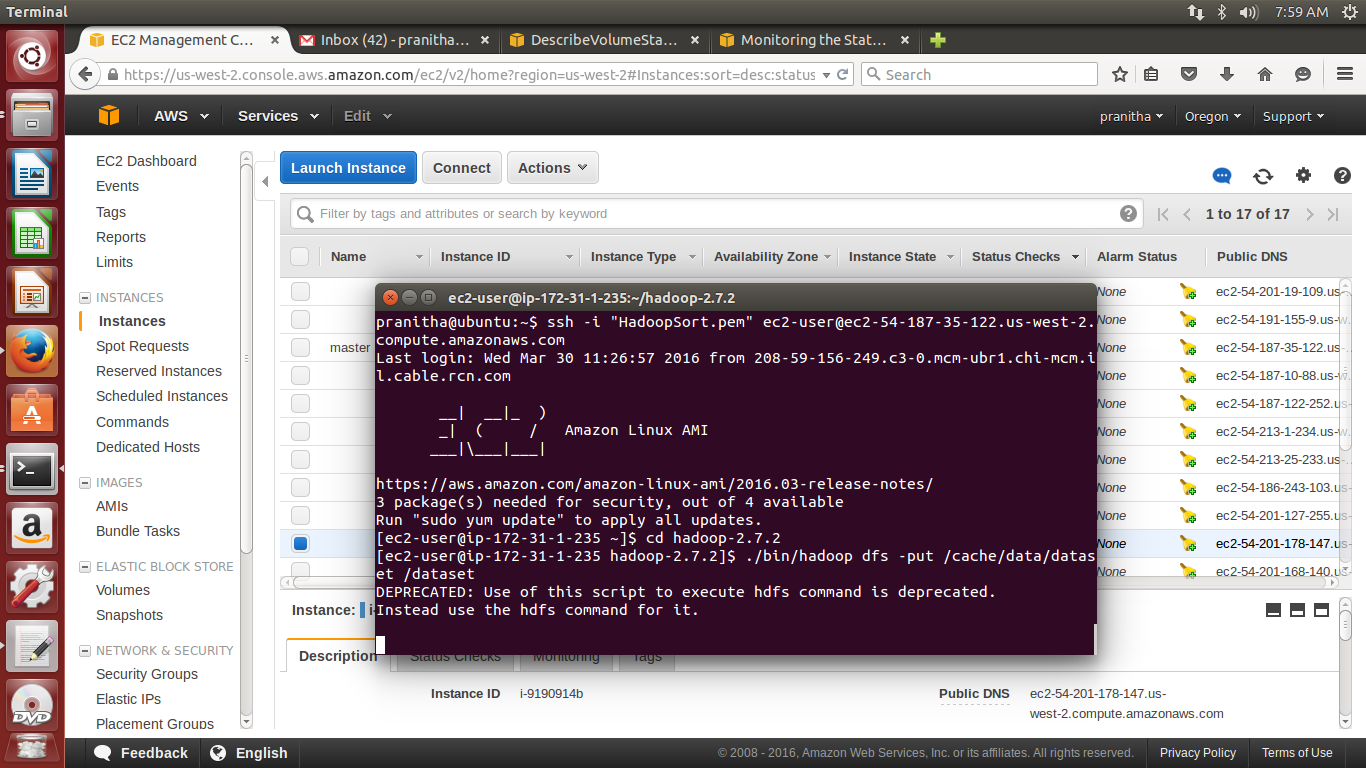 Terminal
7:59 AM
EC2 Management C...
Inbox (42) - pranitha...
DescribeVolumeSta...
Monitoring the Stat...
https://us-west-2.console.aws.amazon.com/ec2/v2/home?region=us-west-2#Instances:sort=desc:status
Search
AWS Services Edit
pranitha Oregon Support
EC2 Dashboard
Events
Tags
Reports
Limits
INSTANCES
Instances
Spot Requests
Reserved Instances
Scheduled Instances
Commands
Dedicated Hosts
IMAGES
AMIs
Bundle Tasks
ELASTIC BLOCK STORE
Volumes
Snapshots
NETWORK & SECURITY
Security Groups
Elastic IPs
Placement Groups
Launch Instance Connect Actions
Filter by tags and attributes or search by keyword
1 to 17 of 17
Name Instance ID Instance Type Availability Zone Instance State Status Checks Alarm Status Public DNS
None ec2-54-201-19-109.us-
None ec2-54-191-155-9.us-
master None ec2-54-187-35-122.us-
None ec2-54-187-10-88.us-w
None ec2-54-187-122-252.us-
None ec2-54-213-1-234.us-w
None ec2-54-213-25-233.us-
None ec2-54-186-243-103.us-
None ec2-54-201-127-255.us-
None ec2-54-201-178-147.us-
None ec2-54-201-168-140.us-
ec2-user@ip-172-31-1-235:~/hadoop-2.7.2
pranitha@ubuntu:~$ ssh -i "HadoopSort.pem" ec2-user@ec2-54-187-35-122.us-west-2.
compute.amazonaws.com
Last login: Wed Mar 30 11:26:57 2016 from 208-59-156-249.c3-0.mcm-ubr1.chi-mcm.i
l.cable.rcn.com
__| __|_ )
_| ( / Amazon Linux AMI
___|\___|___|
https://aws.amazon.com/amazon-linux-ami/2016.03-release-notes/
3 package(s) needed for security, out of 4 available
Run "sudo yum update" to apply all updates.
[ec2-user@ip-172-31-1-235 ~]$ cd hadoop-2.7.2
[ec2-user@ip-172-31-1-235 hadoop-2.7.2]$ ./bin/hadoop dfs -put /cache/data/datas
et /dataset
DEPRECATED: Use of this script to execute hdfs command is deprecated.
Instead use the hdfs command for it.
Instance: i-
Description Status Checks Monitoring Tags
Instance ID i-9190914b
Public DNS ec2-54-201-178-147.us-
west-2.compute.amazonaws.com
Feedback English
© 2008 - 2016, Amazon Web Services, Inc. or its affiliates. All rights reserved. Privacy Policy Terms of Use